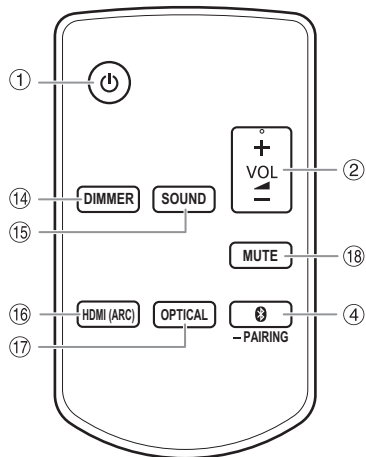 ①
+
VOL
②
−
⑭ DIMMER SOUND
⑮
MUTE ⑱
⑯ HDMI (ARC) OPTICAL ④
⑰ – PAIRING